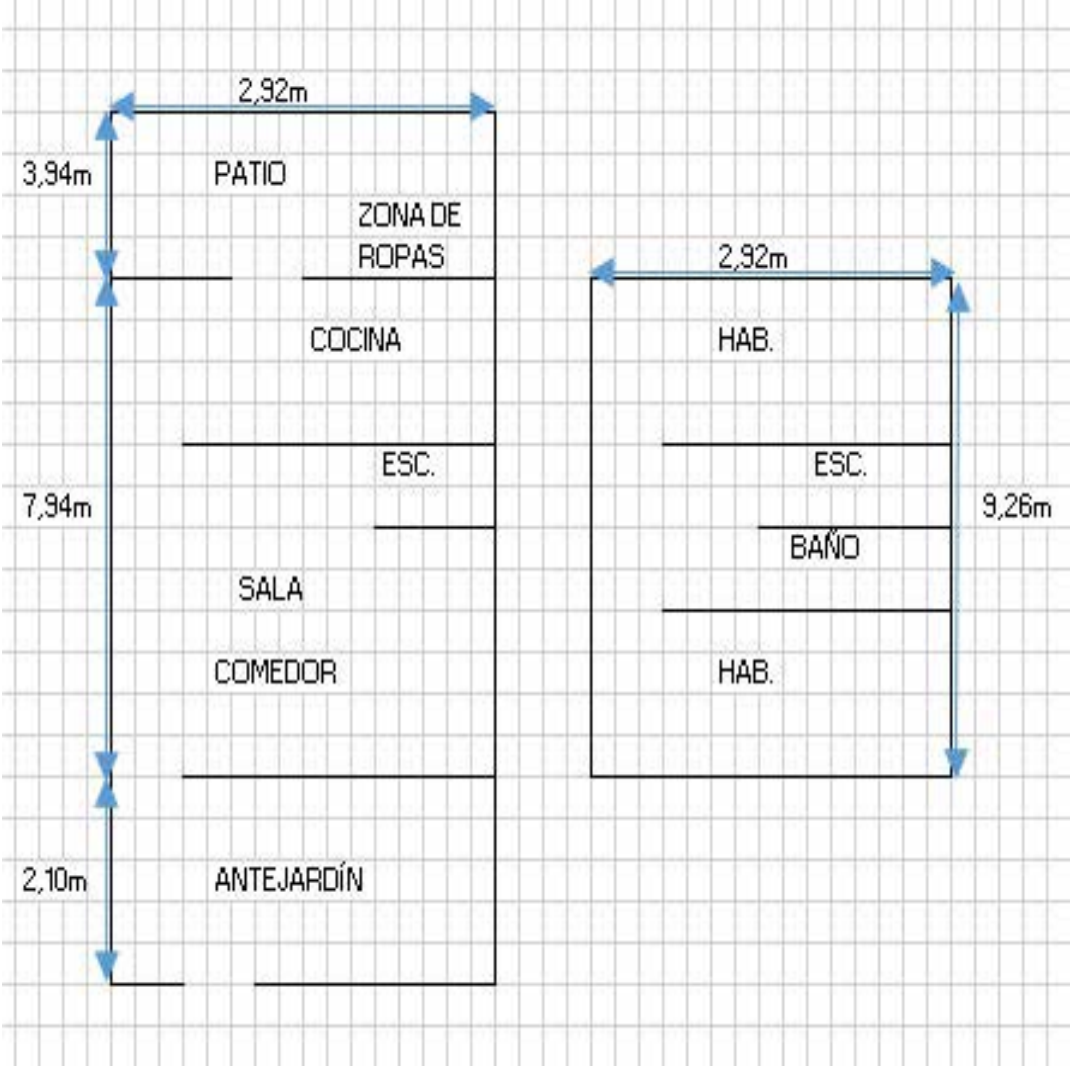 2,92m
3,94m
PATIO
ZONA DE
ROPAS
COCINA
ESC.
7,94m
SALA
COMEDOR
2,10m
ANTEJARDÍN
2,92m
HAB.
ESC.
9,26m
BAÑO
HAB.